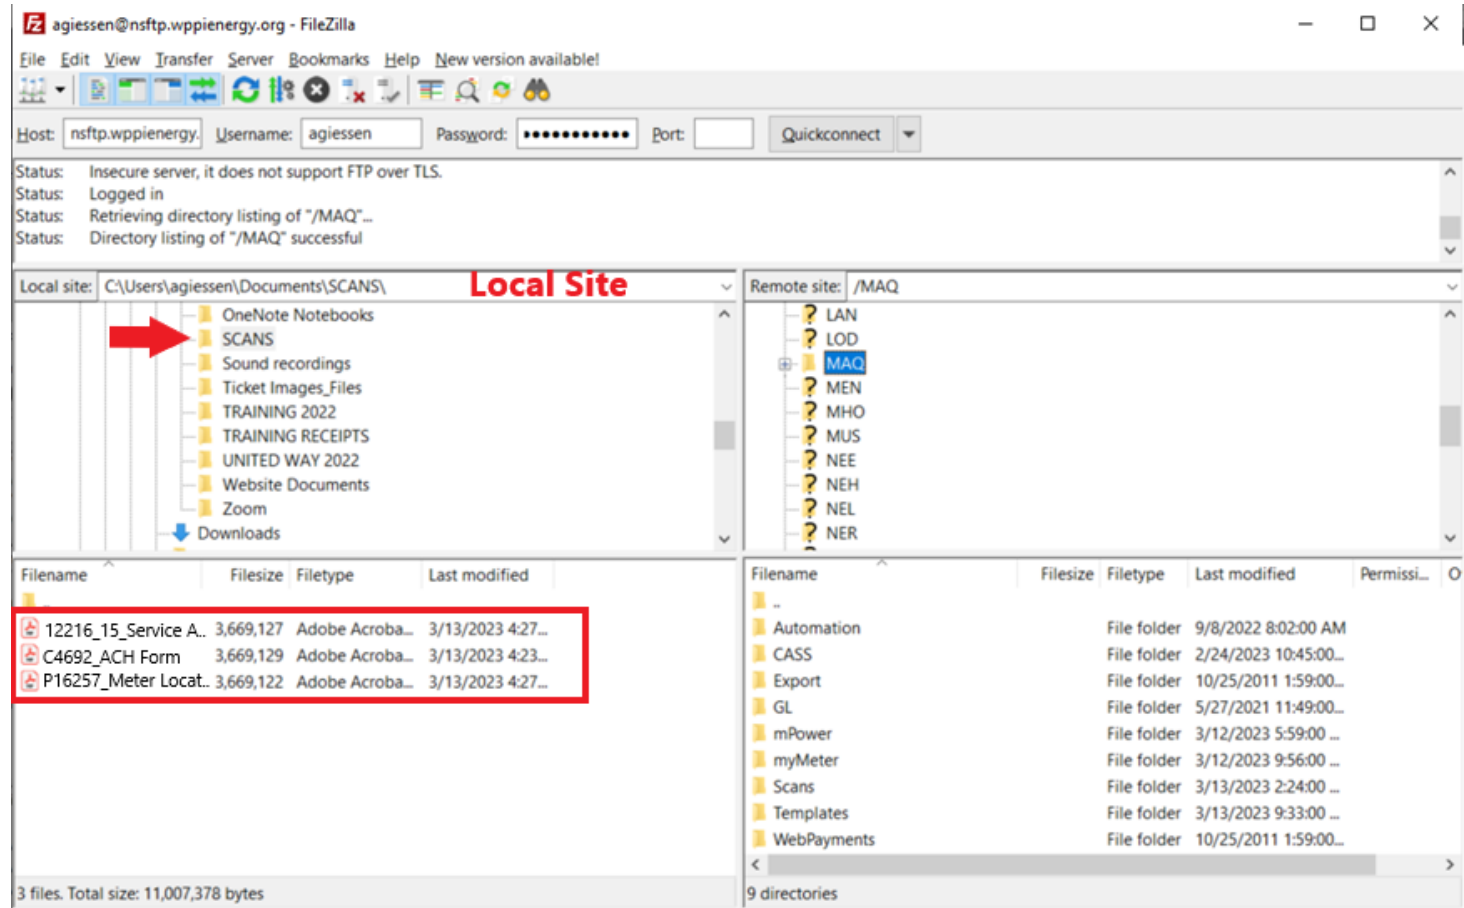 agiessen@nsftp.wppienergy.org - FileZilla
File Edit View Transfer Server Bookmarks Help New version available!
Host: nsftp.wppienergy. Username: agiessen Password: ●●●●●●●●●●● Port: Quickconnect
Status: Insecure server, it does not support FTP over TLS.
Status: Logged in
Status: Retrieving directory listing of "/MAQ"...
Status: Directory listing of "/MAQ" successful
Local site: C:\Users\agiessen\Documents\SCANS\ Local Site
OneNote Notebooks
SCANS
Sound recordings
Ticket Images_Files
TRAINING 2022
TRAINING RECEIPTS
UNITED WAY 2022
Website Documents
Zoom
Downloads
Filename Filesize Filetype Last modified
..
12216_15_Service A.. 3,669,127 Adobe Acroba... 3/13/2023 4:27...
C4692_ACH Form 3,669,129 Adobe Acroba... 3/13/2023 4:23...
P16257_Meter Locat.. 3,669,122 Adobe Acroba... 3/13/2023 4:27...
3 files. Total size: 11,007,378 bytes
Remote site: /MAQ
LAN
LOD
MAQ
MEN
MHO
MUS
NEE
NEH
NEL
NER
Filename Filesize Filetype Last modified Permissi... O
..
Automation File folder 9/8/2022 8:02:00 AM
CASS File folder 2/24/2023 10:45:00...
Export File folder 10/25/2011 1:59:00...
GL File folder 5/27/2021 11:49:00...
mPower File folder 3/12/2023 5:59:00 ...
myMeter File folder 3/12/2023 9:56:00 ...
Scans File folder 3/13/2023 2:24:00 ...
Templates File folder 3/13/2023 9:33:00 ...
WebPayments File folder 10/25/2011 1:59:00...
9 directories